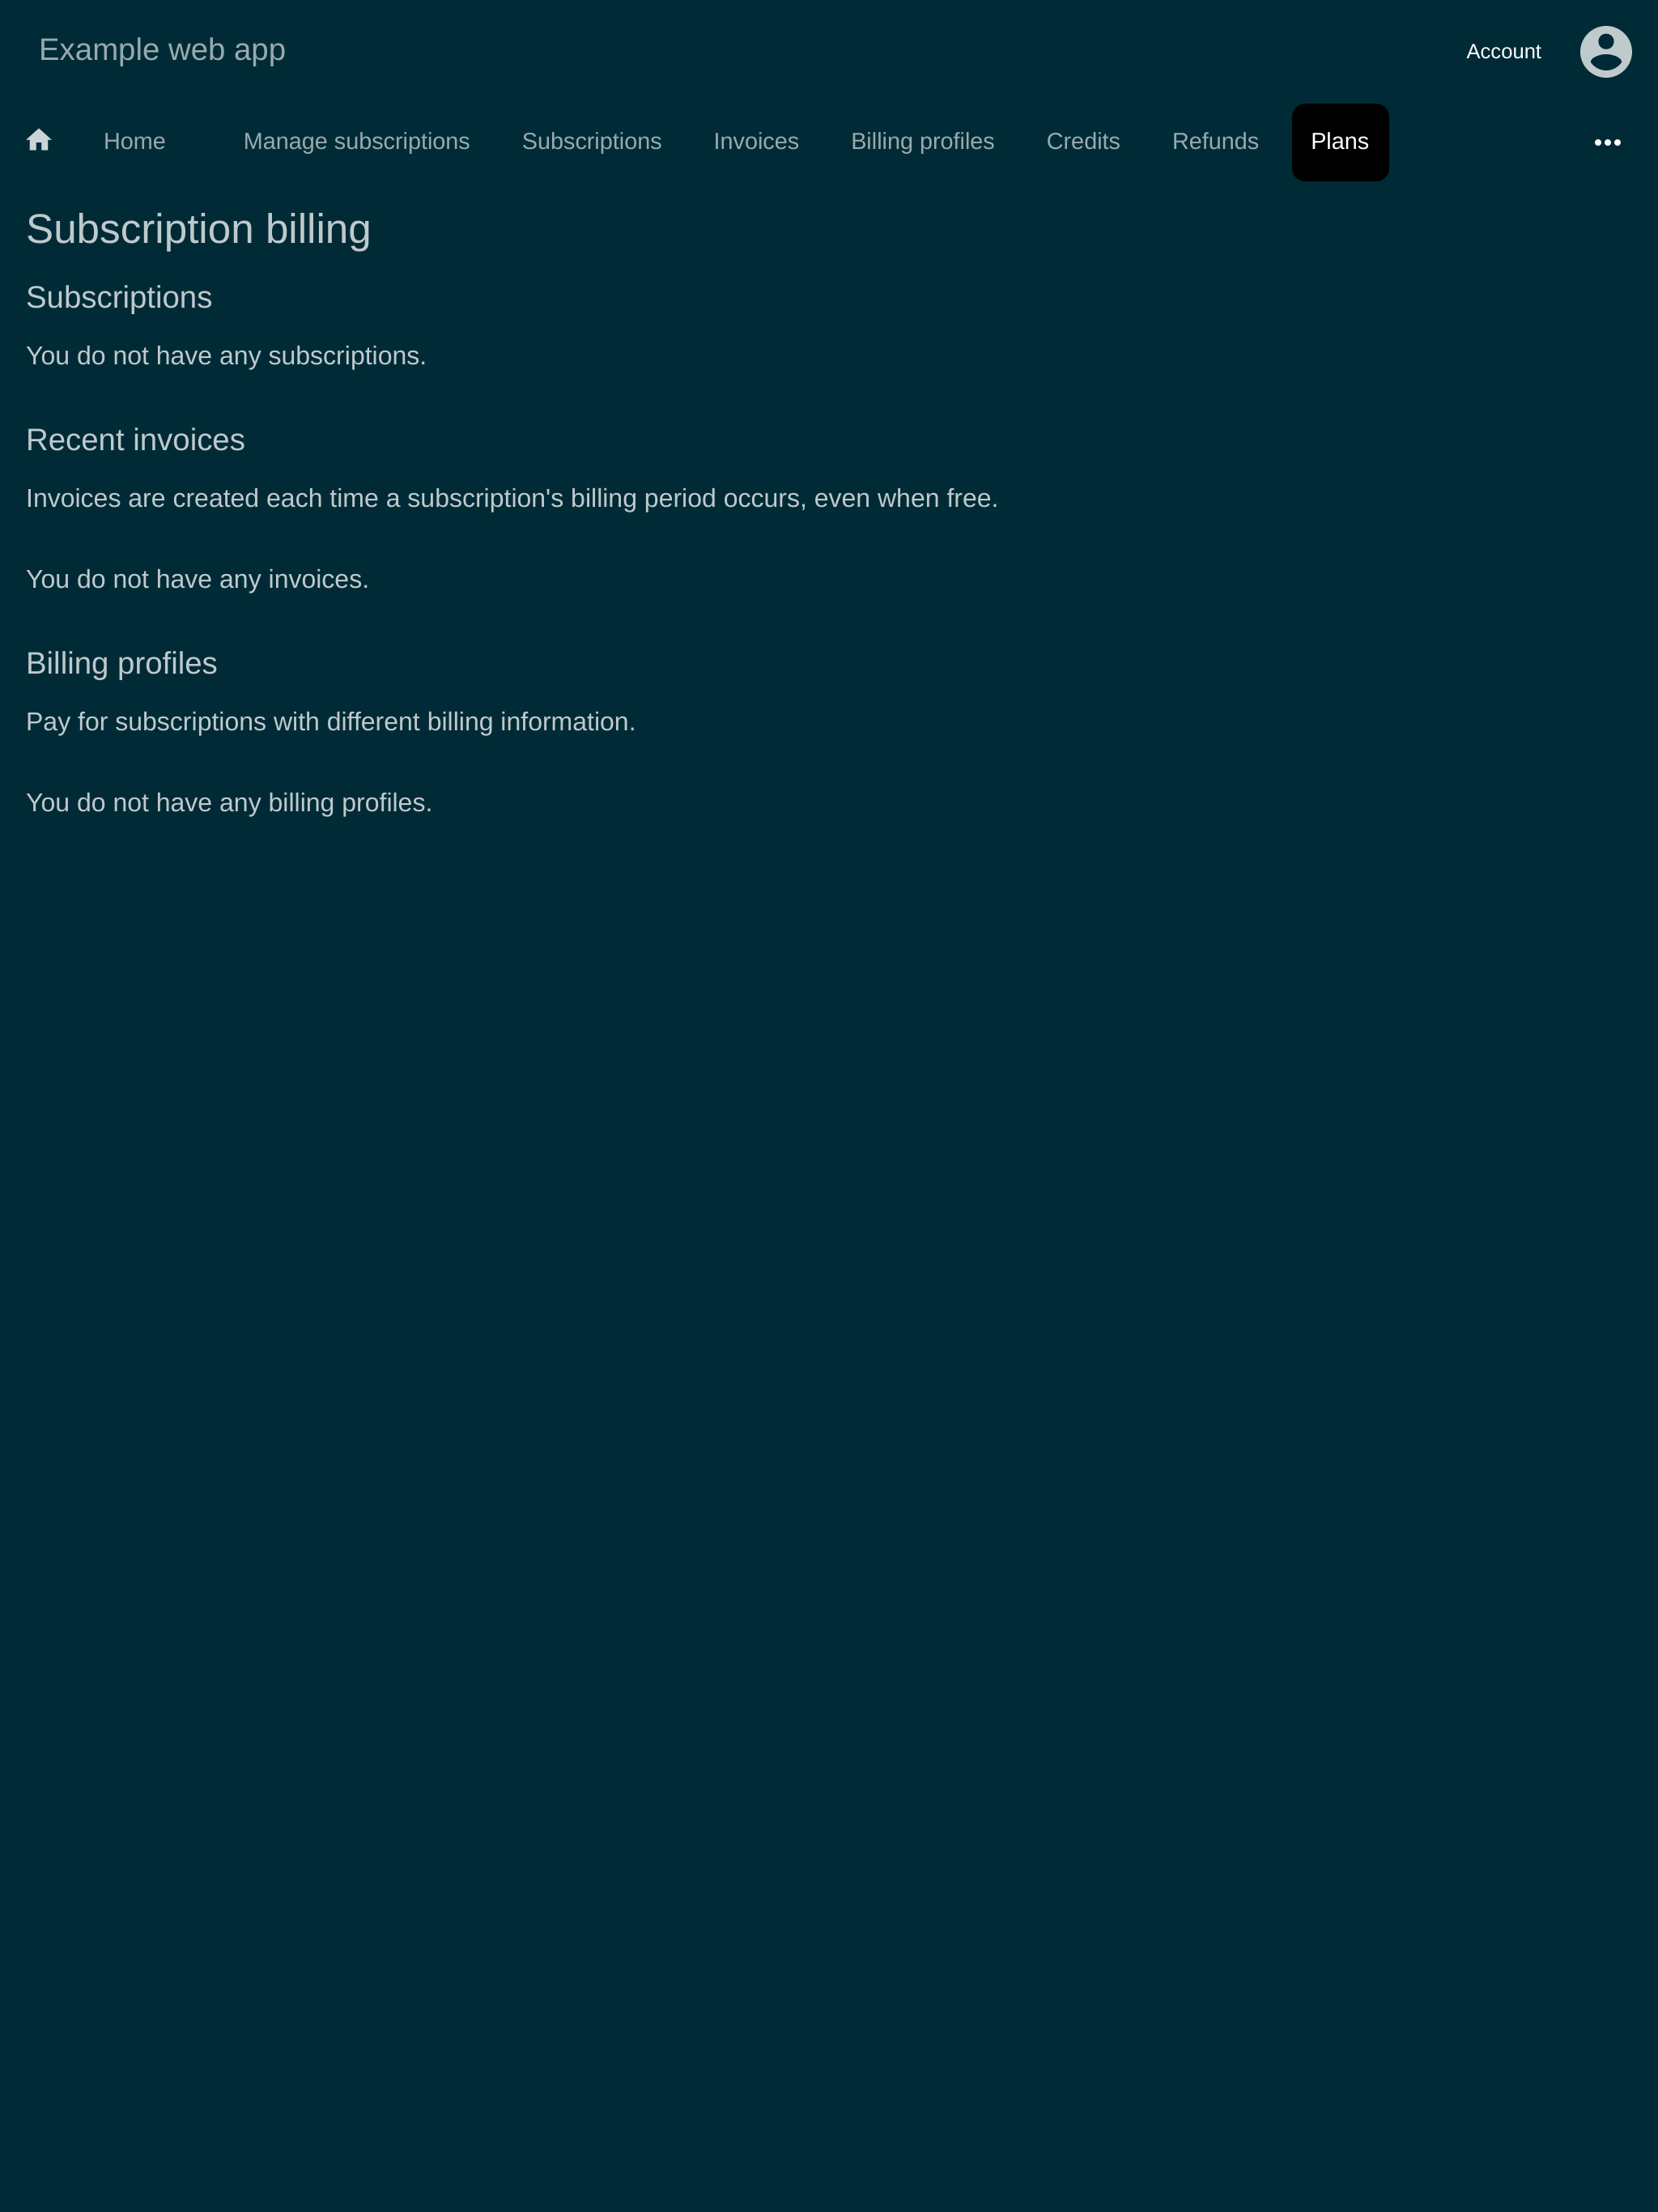 Example web app
Account
Home Manage subscriptions Subscriptions Invoices Billing profiles Credits Refunds Plans
Subscription billing
Subscriptions
You do not have any subscriptions.
Recent invoices
Invoices are created each time a subscription's billing period occurs, even when free.
You do not have any invoices.
Billing profiles
Pay for subscriptions with different billing information.
You do not have any billing profiles.